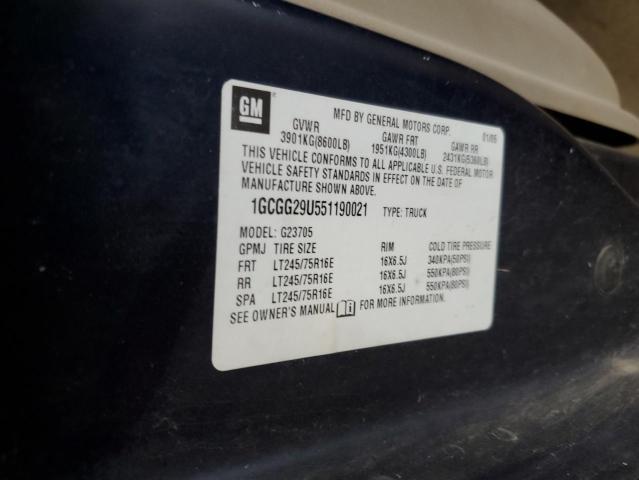 GM
MFD BY GENERAL MOTORS CORP. 01/05
GVWR GAWR FRT GAWR RR
3901KG(8600LB) 1951KG(4300LB) 2431KG(5360LB)
THIS VEHICLE CONFORMS TO ALL APPLICABLE U.S. FEDERAL MOTOR
VEHICLE SAFETY STANDARDS IN EFFECT ON THE DATE OF
MANUFACTURE SHOWN ABOVE.
1GCGG29U551190021 TYPE: TRUCK
MODEL: G23705
GPMJ TIRE SIZE RIM COLD TIRE PRESSURE
FRT LT245/75R16E 16X6.5J 340KPA(50PSI)
RR LT245/75R16E 16X6.5J 550KPA(80PSI)
SPA LT245/75R16E 16X6.5J 550KPA(80PSI)
SEE OWNER'S MANUAL FOR MORE INFORMATION.